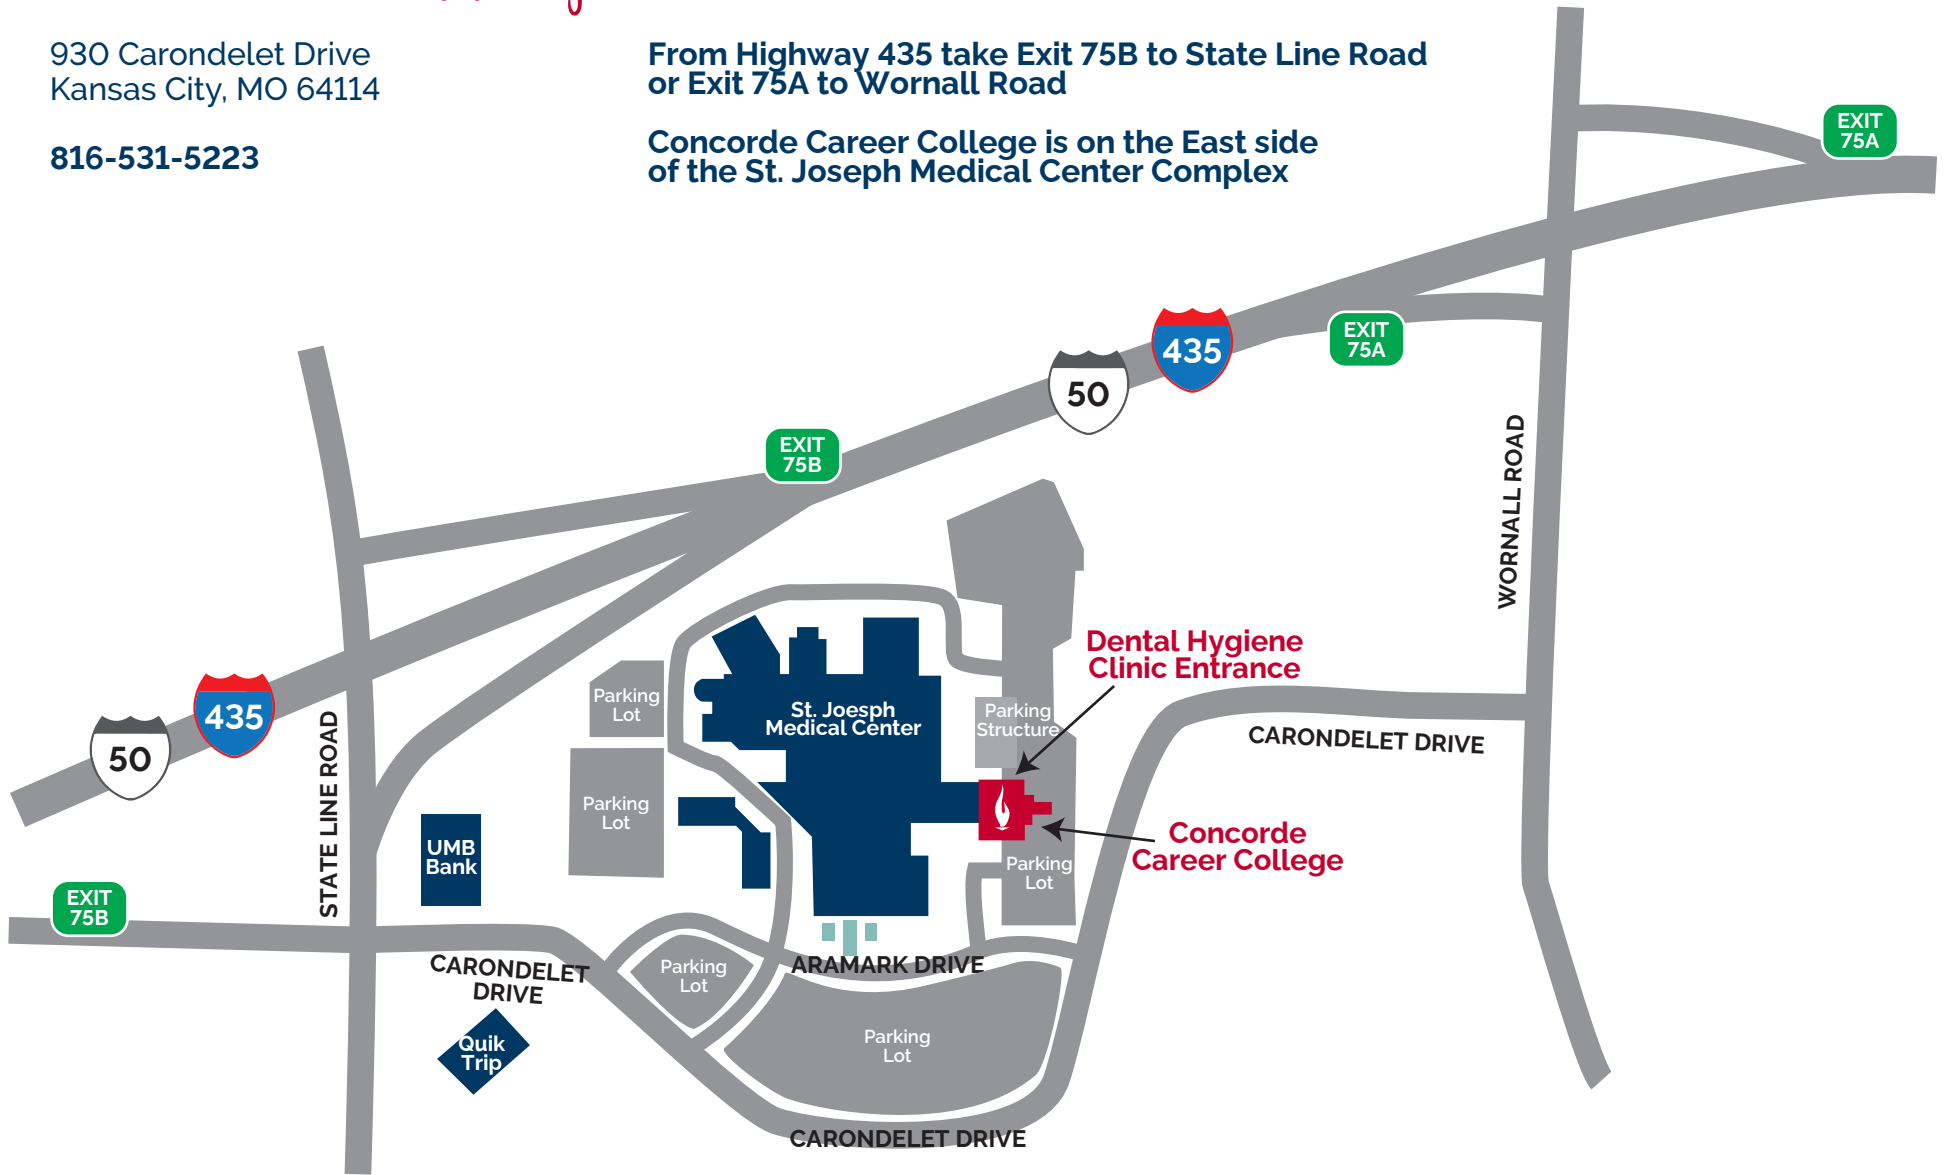 930 Carondelet Drive
Kansas City, MO 64114
816-531-5223
From Highway 435 take Exit 75B to State Line Road
or Exit 75A to Wornall Road
Concorde Career College is on the East side
of the St. Joseph Medical Center Complex
EXIT
75A
435
EXIT
75A
50
EXIT
75B
WORNALL ROAD
Dental Hygiene
Clinic Entrance
Parking
Lot
St. Joesph
Medical Center
Parking
Structure
CARONDELET DRIVE
435
50
STATE LINE ROAD
Parking
Lot
UMB
Bank
Concorde
Career College
Parking
Lot
EXIT
75B
CARONDELET
DRIVE
Parking
Lot
ARAMARK DRIVE
Quik
Trip
Parking
Lot
CARONDELET DRIVE